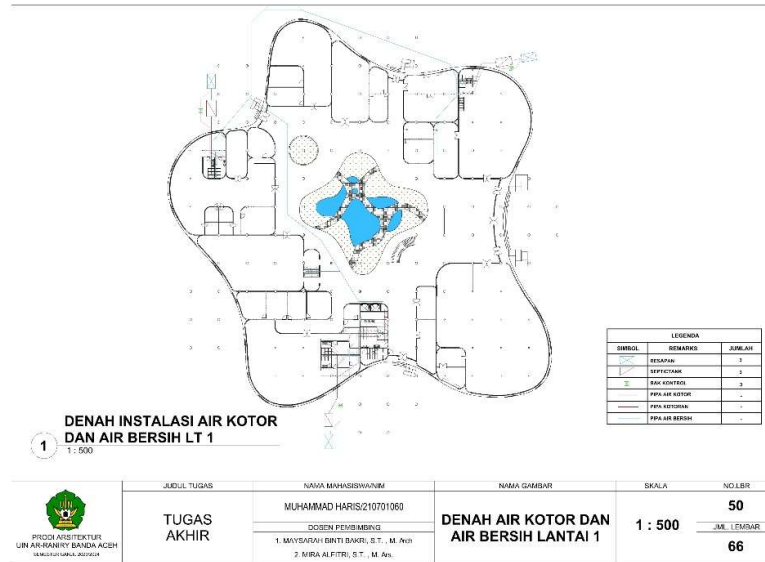 LEGENDA
SIMBOL REMARKS JUMLAH
RESAPAN 3
SEPTICTANK 3
BAK KONTROL 3
PIPA AIR KOTOR -
PIPA KOTORAN -
PIPA AIR BERSIH -
DENAH INSTALASI AIR KOTOR
DAN AIR BERSIH LT 1
1
1 : 500
PRODI ARSITEKTUR
UIN AR-RANIRY BANDA ACEH
JUDUL TUGAS
TUGAS
AKHIR
NAMA MAHASISWA/NIM
MUHAMMAD HARIS/210701060
DOSEN PEMBIMBING
1. MAYSARAH BINTI BAKRI, S.T. , M. Arch
2. MIRA ALFITRI, S.T. , M. Ars.
NAMA GAMBAR
DENAH AIR KOTOR DAN
AIR BERSIH LANTAI 1
SKALA
1 : 500
NO.LBR
50
JML. LEMBAR
66